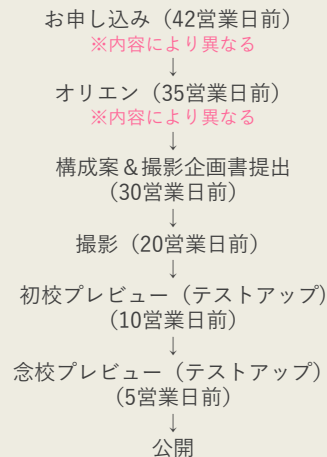 お申し込み（42営業日前）
※内容により異なる
↓
オリエン（35営業日前）
※内容により異なる
↓
構成案＆撮影企画書提出
（30営業日前）
↓
撮影（20営業日前）
↓
初校プレビュー（テストアップ）
（10営業日前）
↓
念校プレビュー（テストアップ）
（5営業日前）
↓
公開